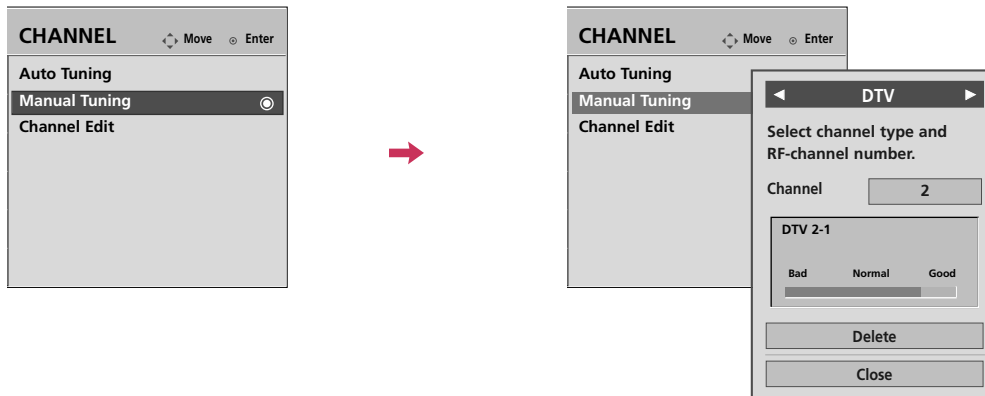 CHANNEL Move Enter
Auto Tuning
Manual Tuning
Channel Edit
CHANNEL Move Enter
Auto Tuning
Manual Tuning
Channel Edit
◄ DTV ►
Select channel type and
RF-channel number.
Channel 2
DTV 2-1
Bad Normal Good
Delete
Close